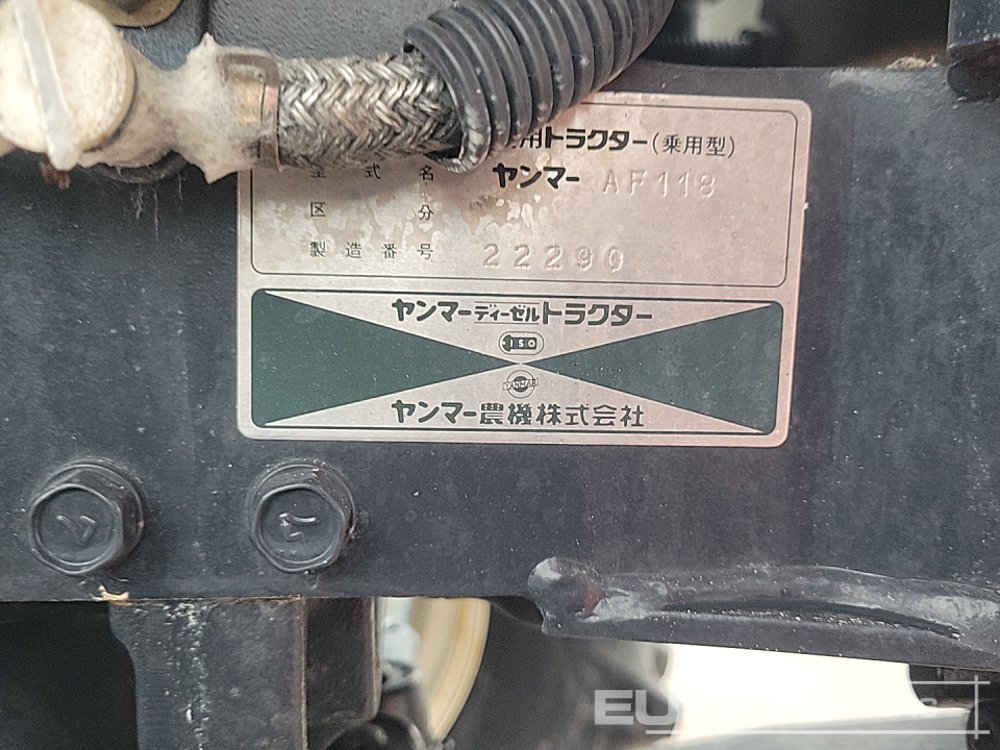 用トラクター(乗用型)
型式名 ヤンマー AF118
区分
製造番号 22290
ヤンマーディーゼルトラクター
ISO
YANMAR
ヤンマー農機株式会社
EU